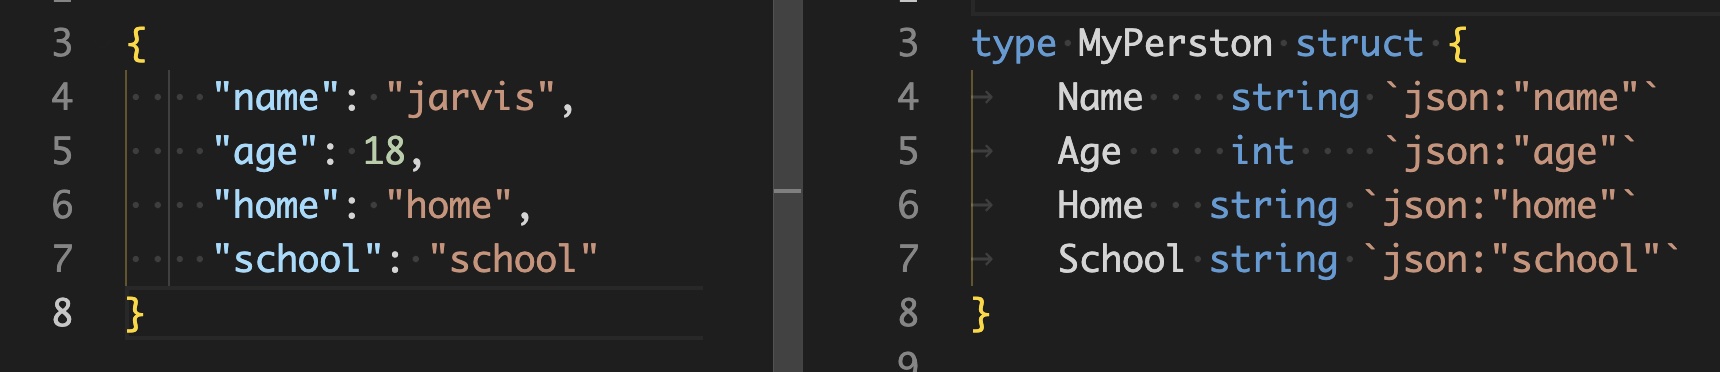 3 {
4 "name": "jarvis",
5 "age": 18,
6 "home": "home",
7 "school": "school"
8 }
3 type MyPerston struct {
4 Name string `json:"name"`
5 Age int `json:"age"`
6 Home string `json:"home"`
7 School string `json:"school"`
8 }
9